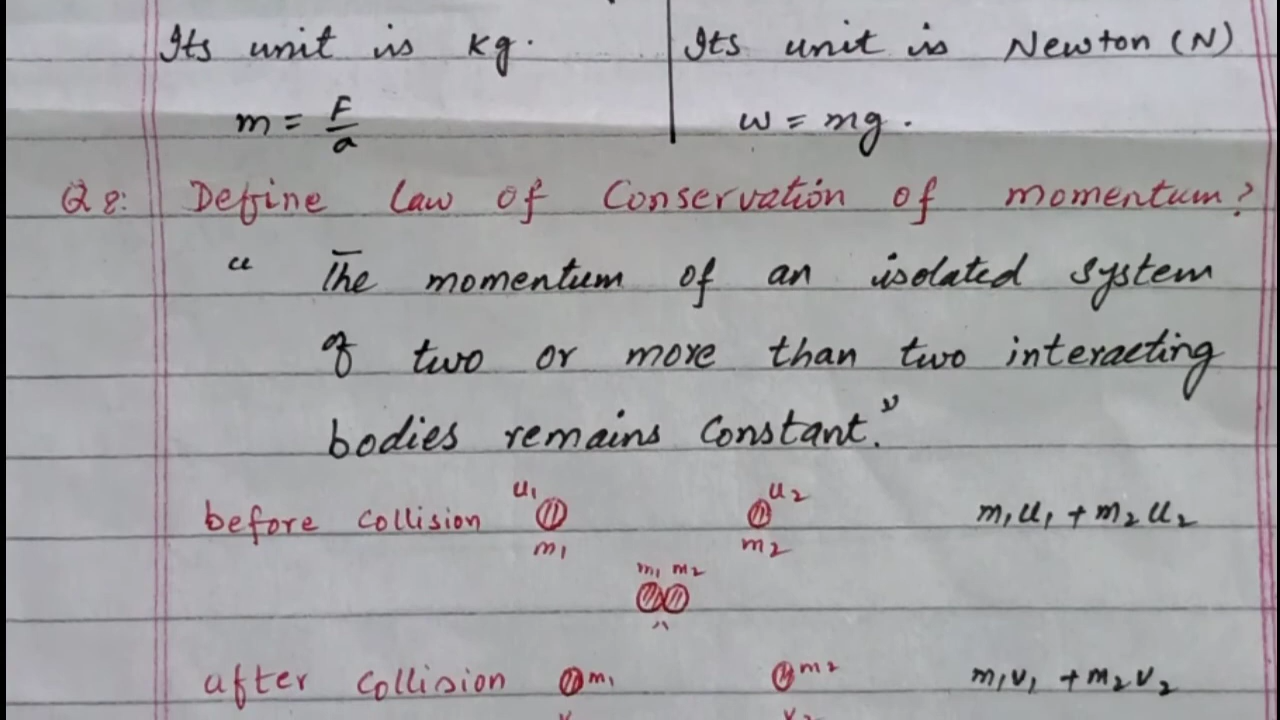 Its unit is kg.
Its unit is Newton (N)
m = F/a
w = mg.
Q8: Define Law of Conservation of momentum?
" The momentum of an isolated system
of two or more than two interacting
bodies remains constant."
before collision u₁ u₂ m₁u₁ + m₂u₂
m₁ m₂
m₁ m₂
after collision m₁ m₂ m₁v₁ + m₂v₂